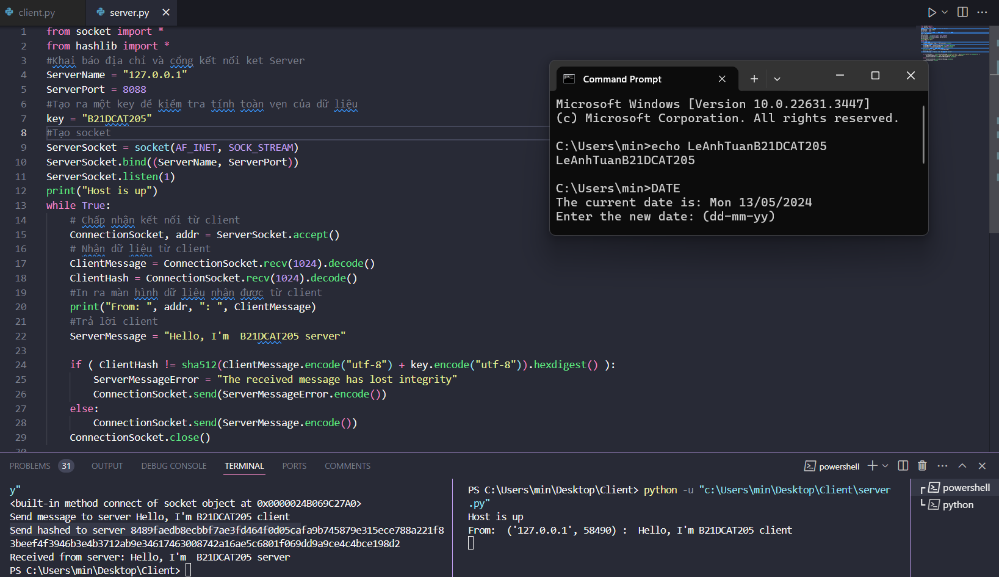 client.py
server.py
1 from socket import *
2 from hashlib import *
3 #Khai báo địa chỉ và cổng kết nối ket Server
4 ServerName = "127.0.0.1"
5 ServerPort = 8088
6 #Tạo ra một key để kiểm tra tính toàn vẹn của dữ liệu
7 key = "B21DCAT205"
8 #Tạo socket
9 ServerSocket = socket(AF_INET, SOCK_STREAM)
10 ServerSocket.bind((ServerName, ServerPort))
11 ServerSocket.listen(1)
12 print("Host is up")
13 while True:
14 # Chấp nhận kết nối từ client
15 ConnectionSocket, addr = ServerSocket.accept()
16 # Nhận dữ liệu từ client
17 ClientMessage = ConnectionSocket.recv(1024).decode()
18 ClientHash = ConnectionSocket.recv(1024).decode()
19 #In ra màn hình dữ liệu nhận được từ client
20 print("From: ", addr, ": ", ClientMessage)
21 #Trả lời client
22 ServerMessage = "Hello, I'm  B21DCAT205 server"
23
24 if ( ClientHash != sha512(ClientMessage.encode("utf-8") + key.encode("utf-8")).hexdigest() ):
25 ServerMessageError = "The received message has lost integrity"
26 ConnectionSocket.send(ServerMessageError.encode())
27 else:
28 ConnectionSocket.send(ServerMessage.encode())
29 ConnectionSocket.close()
30
Command Prompt
Microsoft Windows [Version 10.0.22631.3447]
(c) Microsoft Corporation. All rights reserved.
C:\Users\min>echo LeAnhTuanB21DCAT205
LeAnhTuanB21DCAT205
C:\Users\min>DATE
The current date is: Mon 13/05/2024
Enter the new date: (dd-mm-yy)
PROBLEMS 31 OUTPUT DEBUG CONSOLE TERMINAL PORTS COMMENTS
powershell
y"
<built-in method connect of socket object at 0x0000024B069C27A0>
Send message to server Hello, I'm B21DCAT205 client
Send hashed to server 8489faedb8ecbbf7ae3fd464f0d05cafa9b745879e315ece788a221f8
3beef4f3946b3e4b3712ab9e34617463008742a16ae5c6801f069dd9a9ce4c4bce198d2
Received from server: Hello, I'm  B21DCAT205 server
PS C:\Users\min\Desktop\Client>
PS C:\Users\min\Desktop\Client> python -u "c:\Users\min\Desktop\Client\server
.py"
Host is up
From:  ('127.0.0.1', 58490) :  Hello, I'm B21DCAT205 client
powershell
python